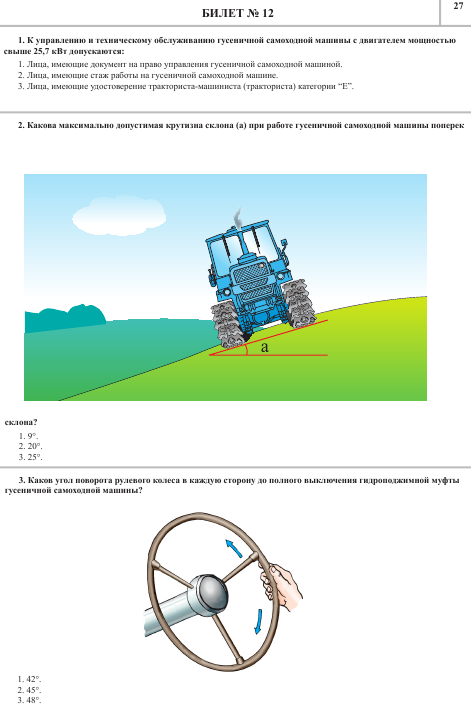 27
БИЛЕТ № 12
1. К управлению и техническому обслуживанию гусеничной самоходной машины с двигателем мощностью
свыше 25,7 кВт допускаются:
1. Лица, имеющие документ на право управления гусеничной самоходной машиной.
2. Лица, имеющие стаж работы на гусеничной самоходной машине.
3. Лица, имеющие удостоверение тракториста-машиниста (тракториста) категории “Е”.
2. Какова максимально допустимая крутизна склона (а) при работе гусеничной самоходной машины поперек
а
склона?
1. 9°.
2. 20°.
3. 25°.
3. Каков угол поворота рулевого колеса в каждую сторону до полного выключения гидроподжимной муфты
гусеничной самоходной машины?
1. 42°.
2. 45°.
3. 48°.